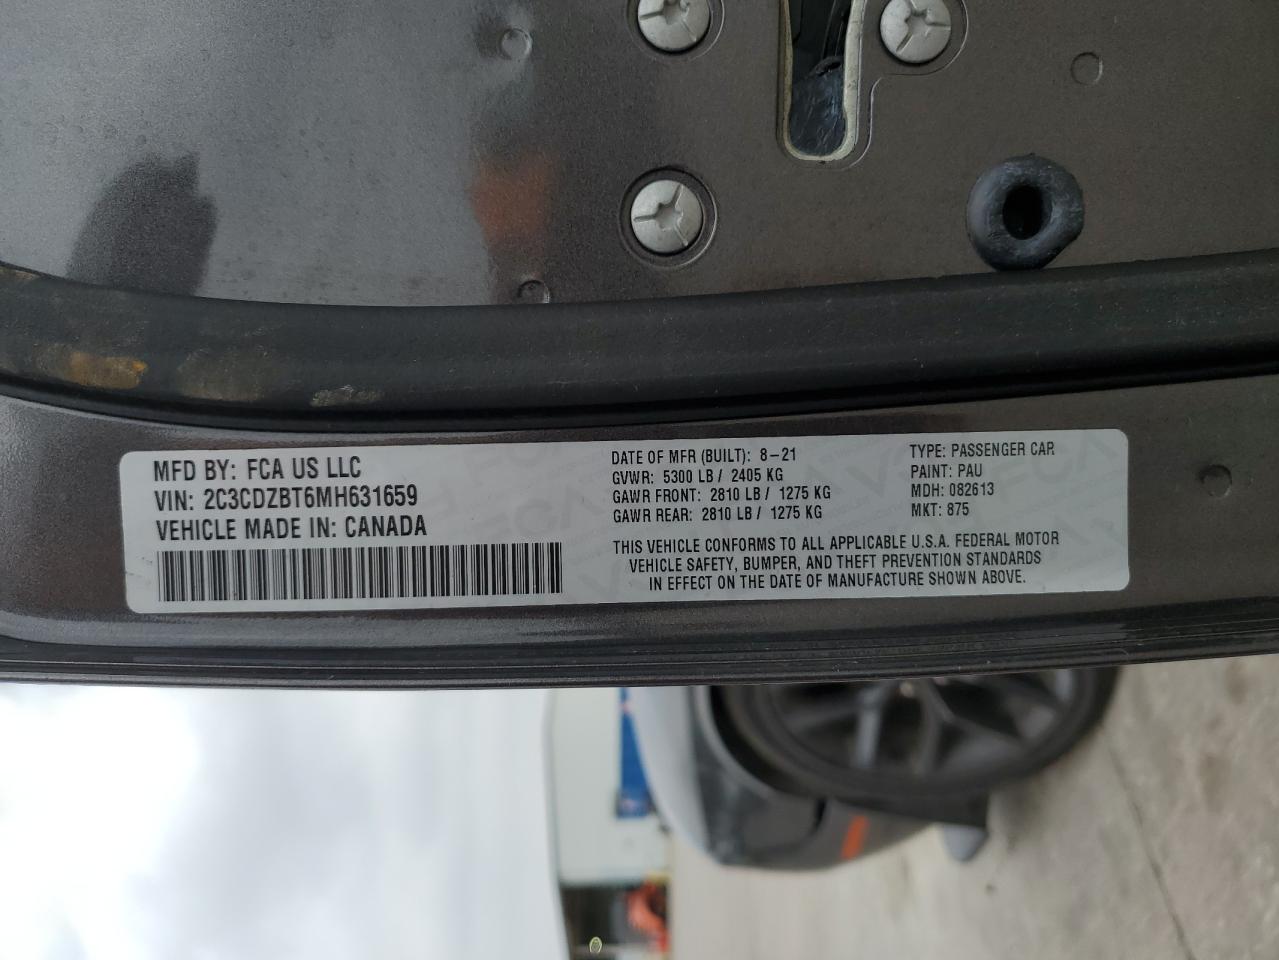 MFD BY: FCA US LLC
VIN: 2C3CDZBT6MH631659
VEHICLE MADE IN: CANADA
DATE OF MFR (BUILT): 8-21
GVWR: 5300 LB / 2405 KG
GAWR FRONT: 2810 LB / 1275 KG
GAWR REAR: 2810 LB / 1275 KG
TYPE: PASSENGER CAR
PAINT: PAU
MDH: 082613
MKT: 875
THIS VEHICLE CONFORMS TO ALL APPLICABLE U.S.A. FEDERAL MOTOR
VEHICLE SAFETY, BUMPER, AND THEFT PREVENTION STANDARDS
IN EFFECT ON THE DATE OF MANUFACTURE SHOWN ABOVE.